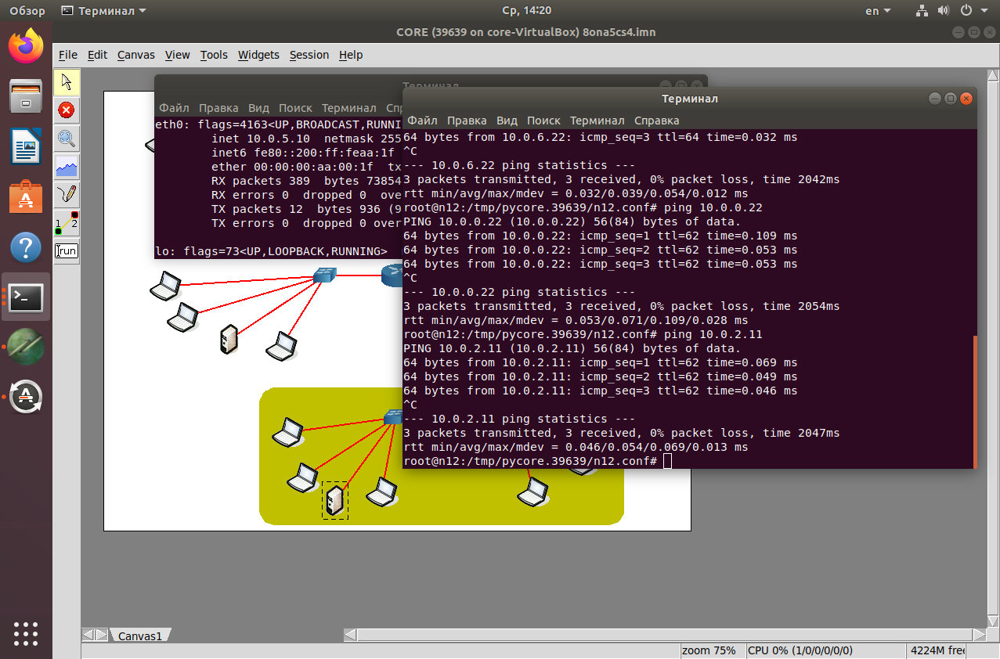 Обзор
Терминал
Ср, 14:20
en
CORE (39639 on core-VirtualBox) 8ona5cs4.imn
File Edit Canvas View Tools Widgets Session Help
Терминал
Файл Правка Вид Поиск Терминал
eth0: flags=4163<UP,BROADCAST,RUNNI
inet 10.0.5.10 netmask 255
inet6 fe80::200:ff:feaa:1f
ether 00:00:00:aa:00:1f tx
RX packets 389 bytes 73854
RX errors 0 dropped 0 ove
TX packets 12 bytes 936 (9
TX errors 0 dropped 0 over
lo: flags=73<UP,LOOPBACK,RUNNING>
Терминал
Файл Правка Вид Поиск Терминал Справка
64 bytes from 10.0.6.22: icmp_seq=3 ttl=64 time=0.032 ms
^C
--- 10.0.6.22 ping statistics ---
3 packets transmitted, 3 received, 0% packet loss, time 2042ms
rtt min/avg/max/mdev = 0.032/0.039/0.054/0.012 ms
root@n12:/tmp/pycore.39639/n12.conf# ping 10.0.0.22
PING 10.0.0.22 (10.0.0.22) 56(84) bytes of data.
64 bytes from 10.0.0.22: icmp_seq=1 ttl=62 time=0.109 ms
64 bytes from 10.0.0.22: icmp_seq=2 ttl=62 time=0.053 ms
64 bytes from 10.0.0.22: icmp_seq=3 ttl=62 time=0.053 ms
^C
--- 10.0.0.22 ping statistics ---
3 packets transmitted, 3 received, 0% packet loss, time 2054ms
rtt min/avg/max/mdev = 0.053/0.071/0.109/0.028 ms
root@n12:/tmp/pycore.39639/n12.conf# ping 10.0.2.11
PING 10.0.2.11 (10.0.2.11) 56(84) bytes of data.
64 bytes from 10.0.2.11: icmp_seq=1 ttl=62 time=0.069 ms
64 bytes from 10.0.2.11: icmp_seq=2 ttl=62 time=0.049 ms
64 bytes from 10.0.2.11: icmp_seq=3 ttl=62 time=0.046 ms
^C
--- 10.0.2.11 ping statistics ---
3 packets transmitted, 3 received, 0% packet loss, time 2047ms
rtt min/avg/max/mdev = 0.046/0.054/0.069/0.013 ms
root@n12:/tmp/pycore.39639/n12.conf#
1 2
run
Canvas1
zoom 75%
CPU 0% (1/0/0/0/0/0)
4224M free